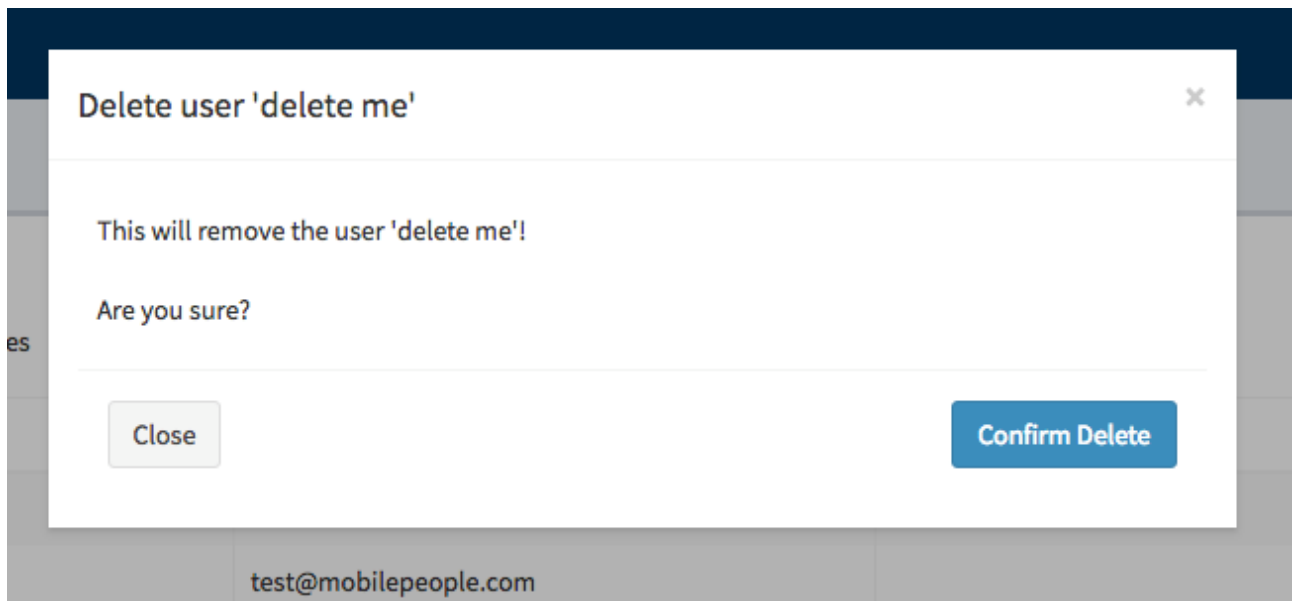 Delete user 'delete me'
×
This will remove the user 'delete me'!
Are you sure?
es
Close
Confirm Delete
test@mobilepeople.com